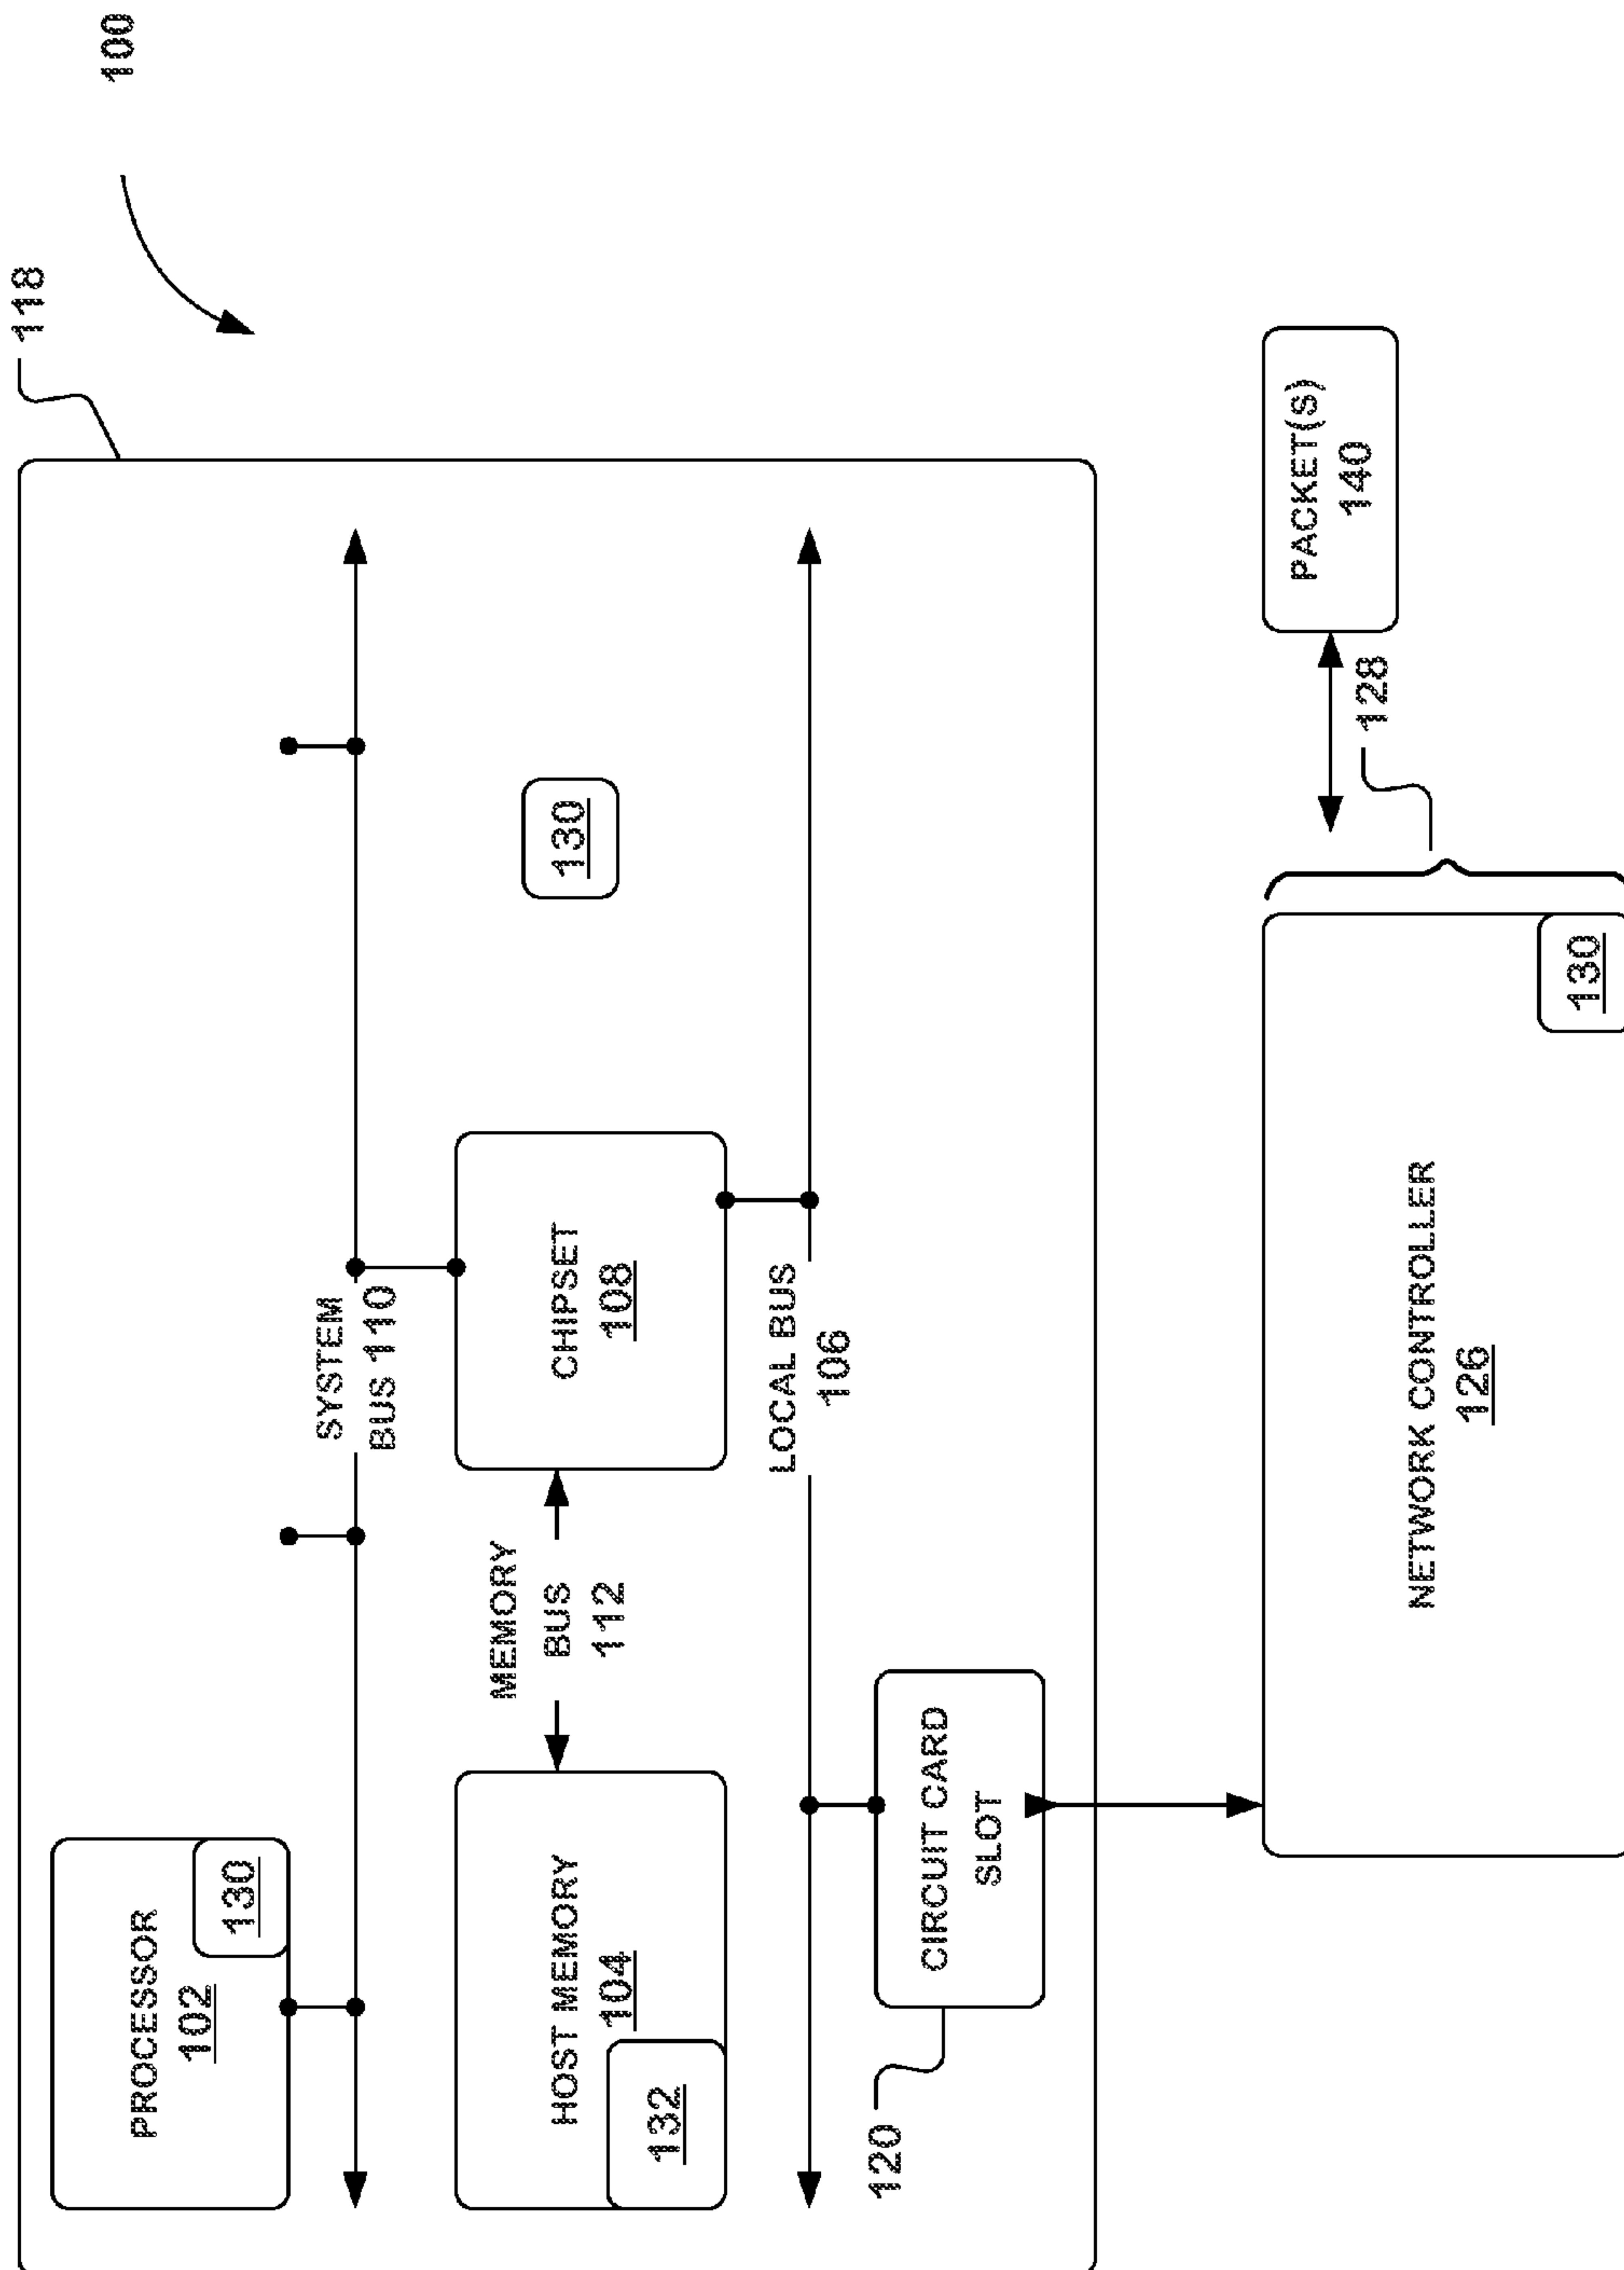 100
118
PROCESSOR
102
130
SYSTEM
BUS 110
HOST MEMORY
104
132
MEMORY
BUS
112
CHIPSET
108
130
LOCAL BUS
106
120
CIRCUIT CARD
SLOT
NETWORK CONTROLLER
126
130
128
PACKET(S)
140